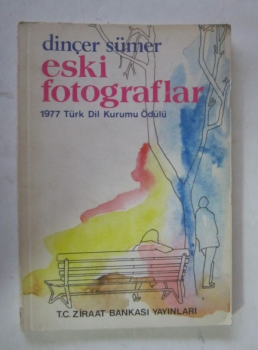 dinçer sümer
eski
fotograflar
1977 Türk Dil Kurumu Ödülü
T.C. ZİRAAT BANKASI YAYINLARI